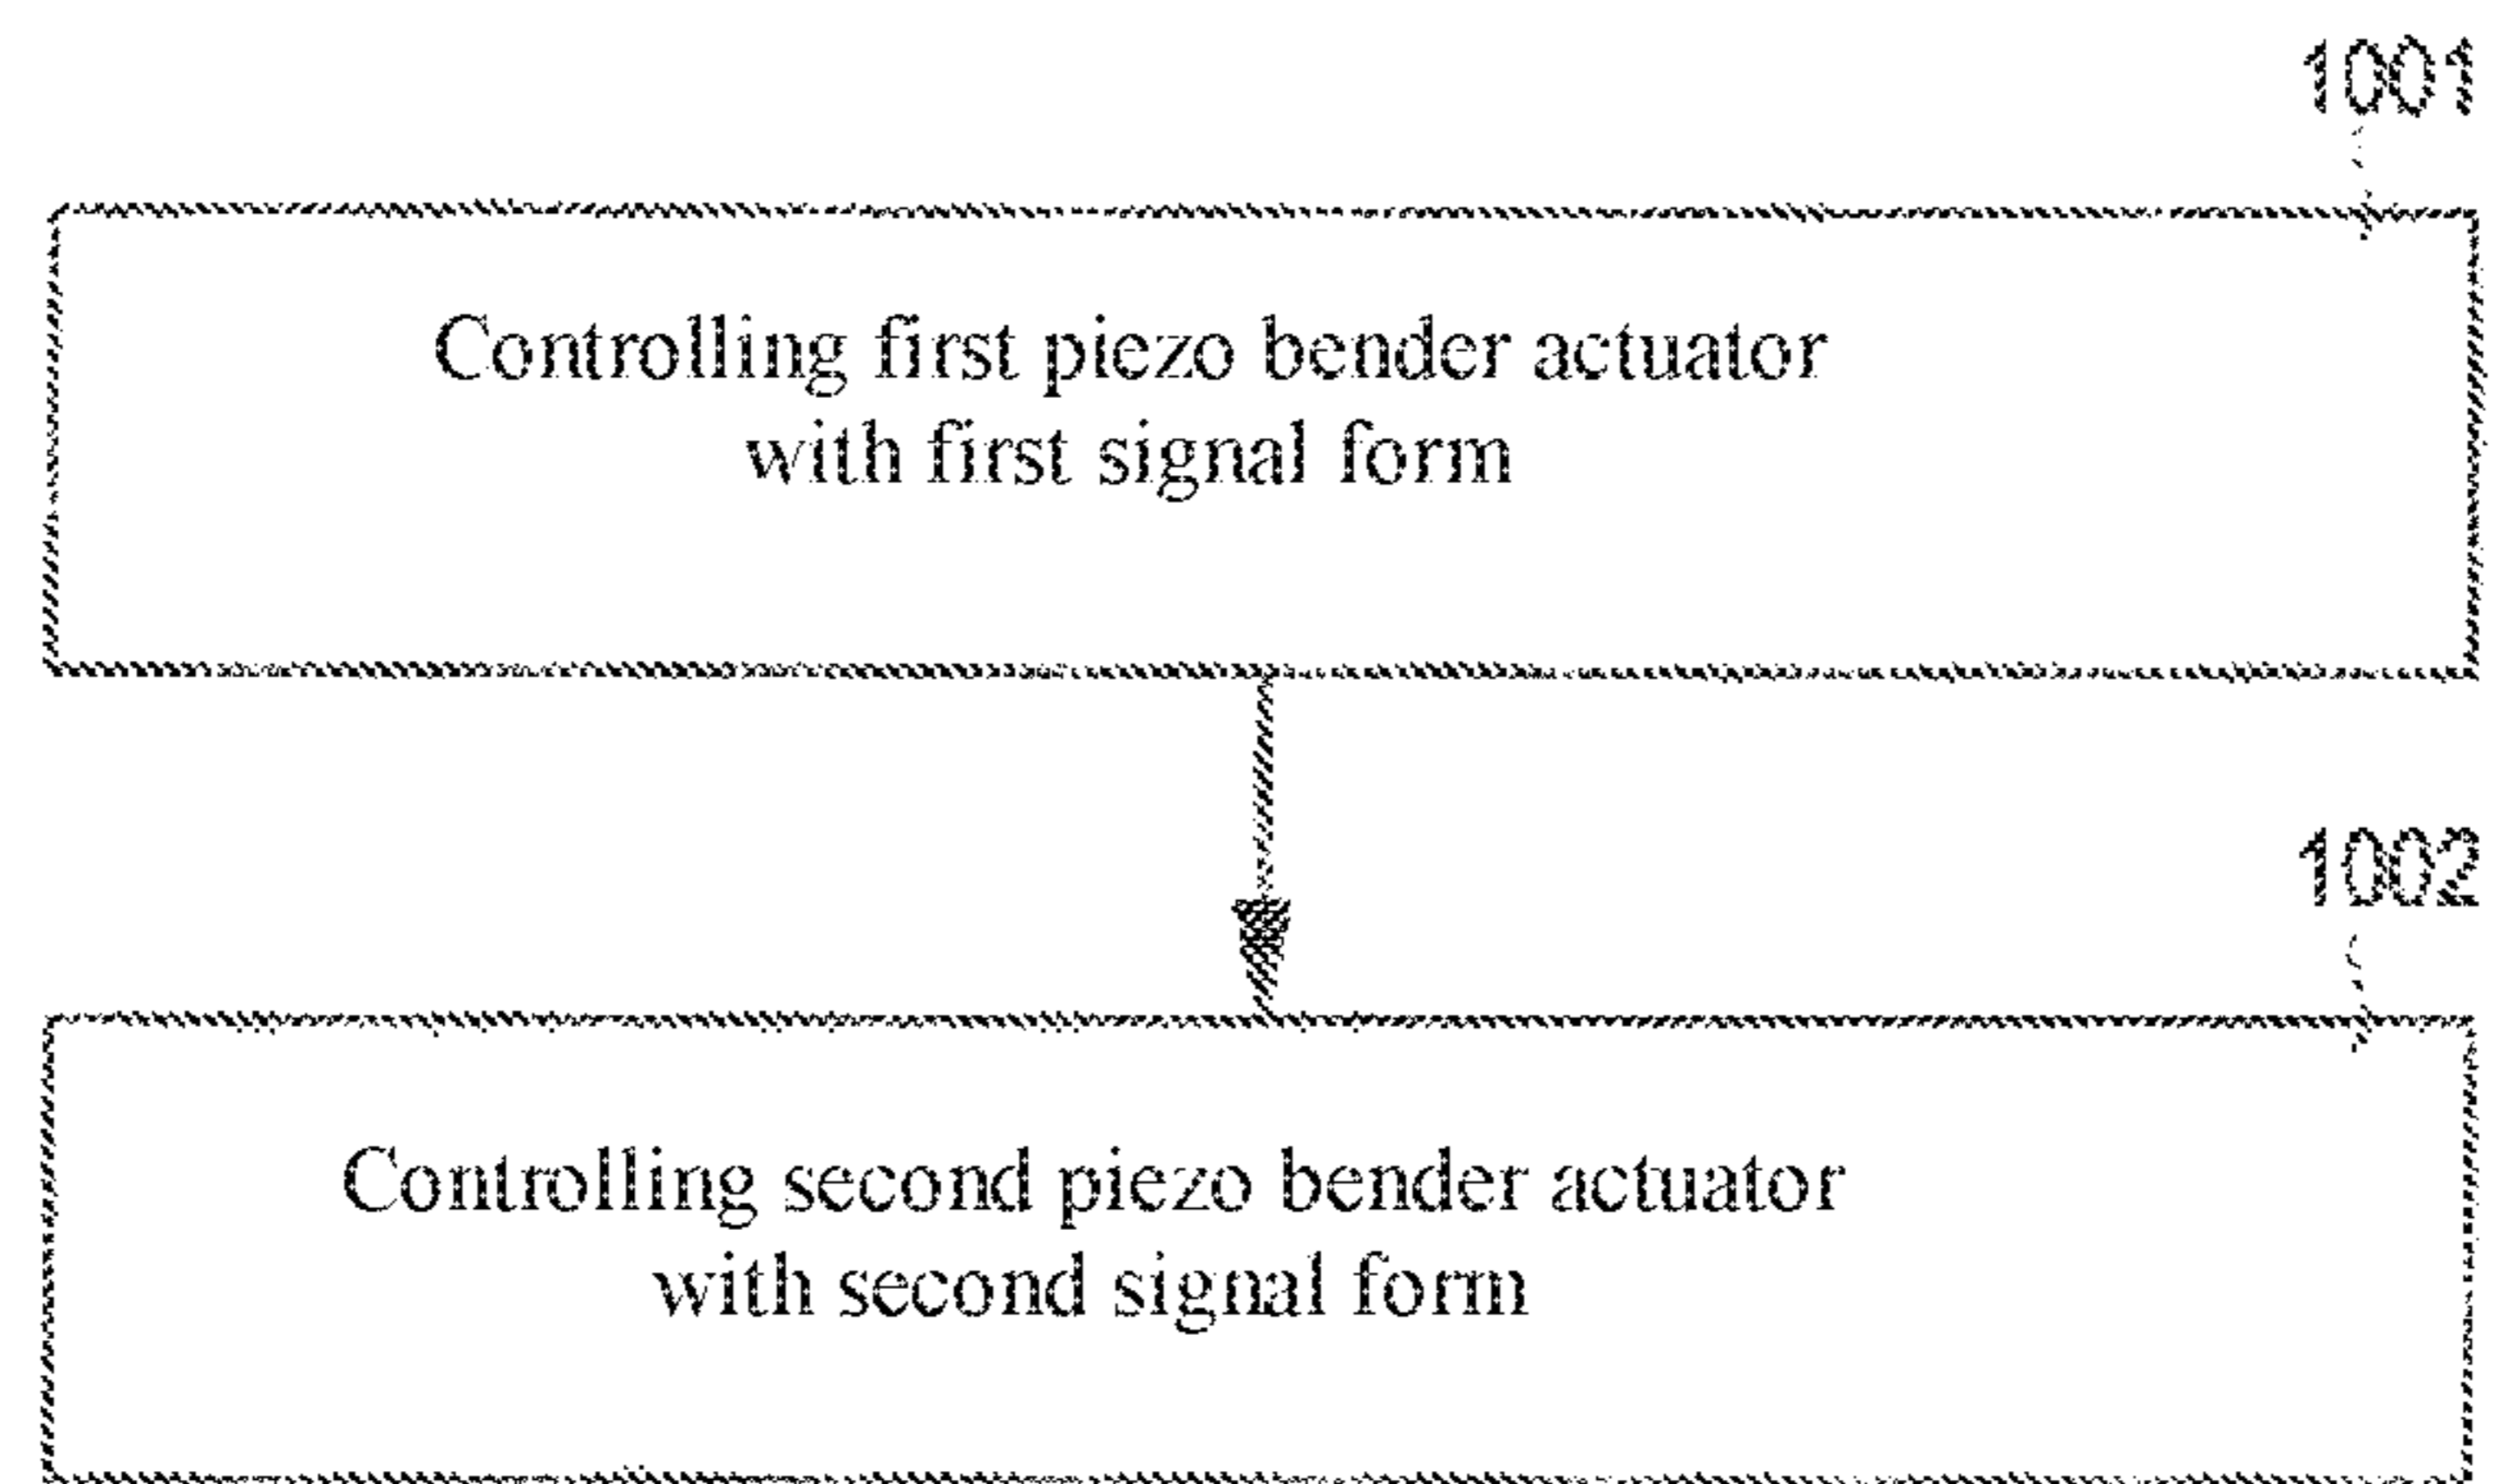 1001
Controlling first piezo bender actuator
with first signal form
1002
Controlling second piezo bender actuator
with second signal form